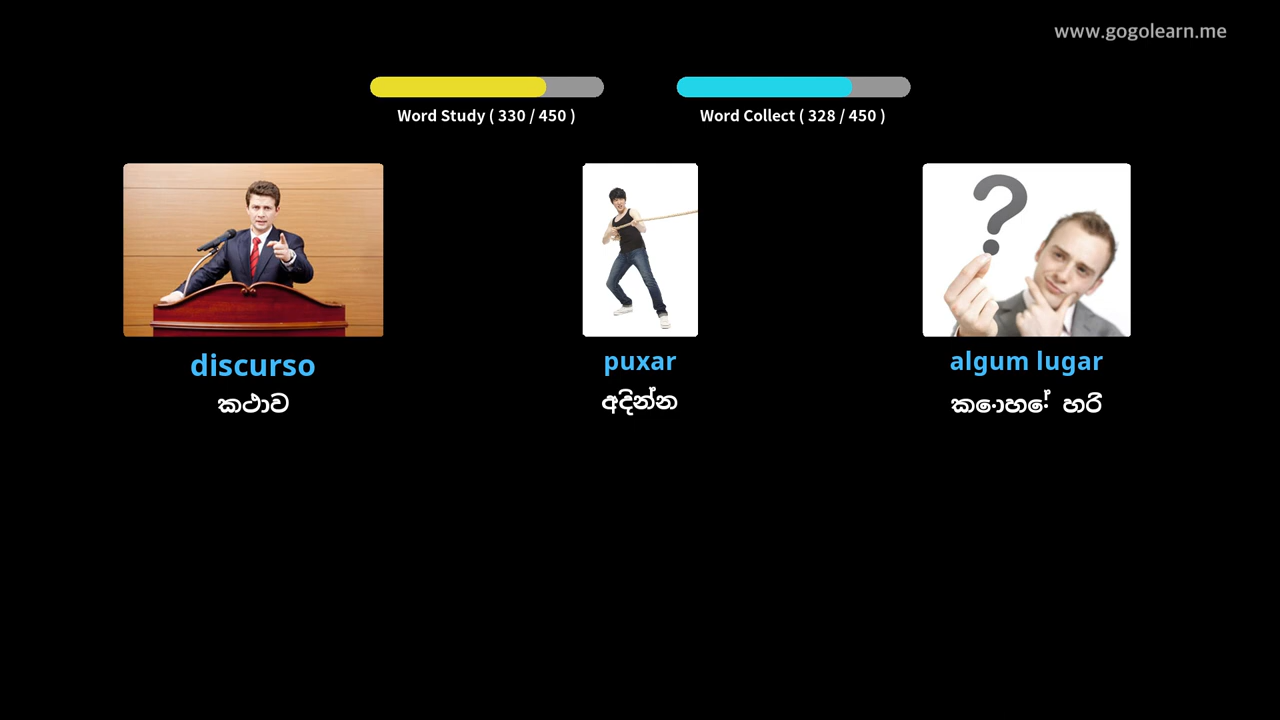 www.gogolearn.me
Word Study ( 330 / 450 )
Word Collect ( 328 / 450 )
discurso
puxar
algum lugar
කථාව
අදින්න
කොහේ හරි